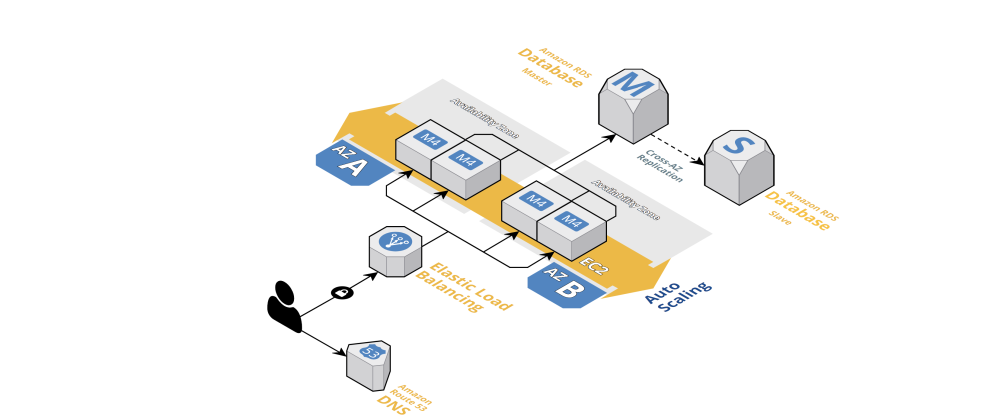 Amazon RDS
Database
Master
M
Availability Zone
M4
M4
AZ
A
Cross-AZ
Replication
S
Amazon RDS
Database
Slave
Availability Zone
M4
M4
EC2
AZ
B
Auto
Scaling
Elastic Load
Balancing
53
Amazon
Route 53
DNS